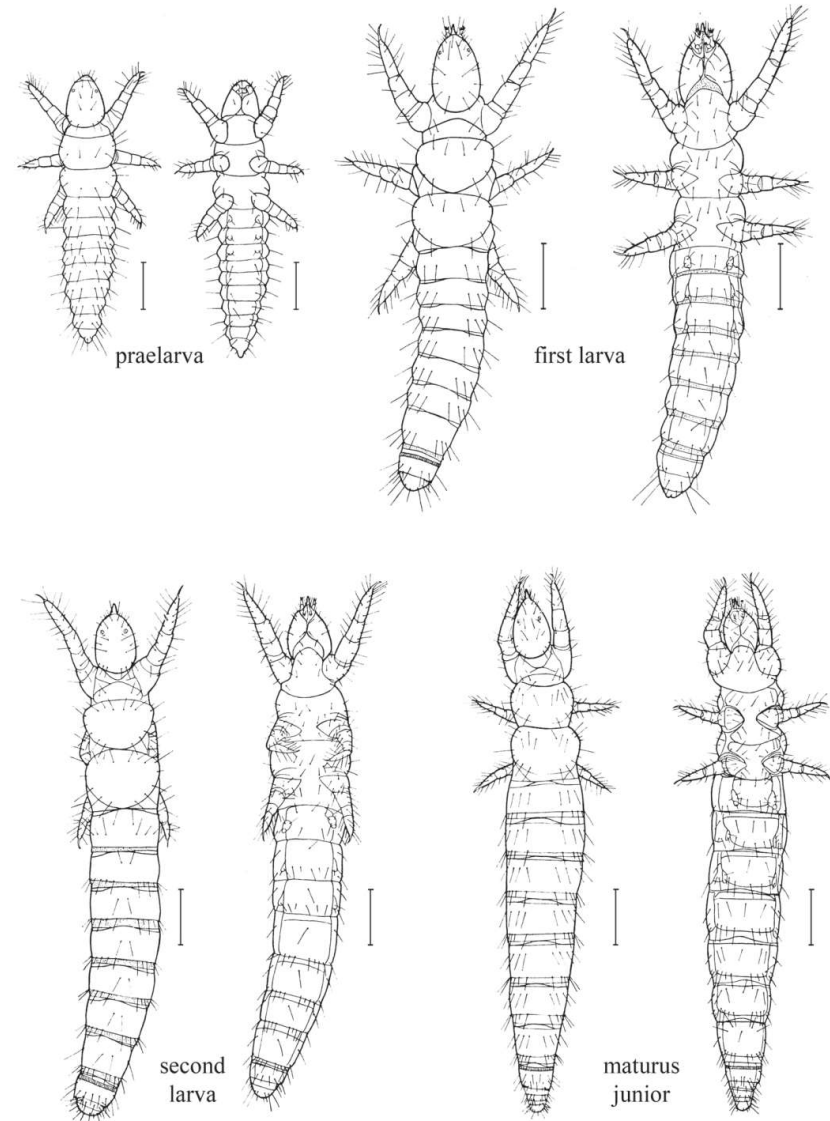 praelarva
first larva
second
larva
maturus
junior